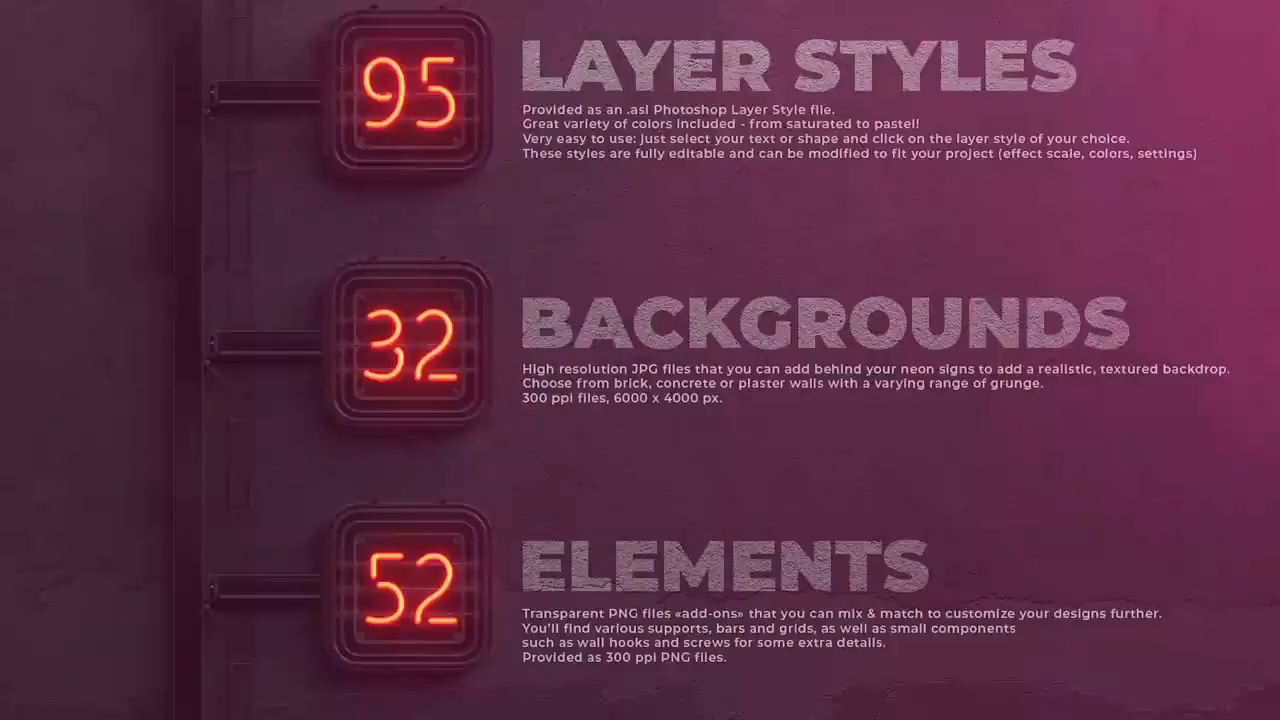 95
LAYER STYLES
Provided as an .asl Photoshop Layer Style file.
Great variety of colors included - from saturated to pastel!
Very easy to use: just select your text or shape and click on the layer style of your choice.
These styles are fully editable and can be modified to fit your project (effect scale, colors, settings)
32
BACKGROUNDS
High resolution JPG files that you can add behind your neon signs to add a realistic, textured backdrop.
Choose from brick, concrete or plaster walls with a varying range of grunge.
300 ppi files, 6000 x 4000 px.
52
ELEMENTS
Transparent PNG files «add-ons» that you can mix & match to customize your designs further.
You'll find various supports, bars and grids, as well as small components
such as wall hooks and screws for some extra details.
Provided as 300 ppi PNG files.